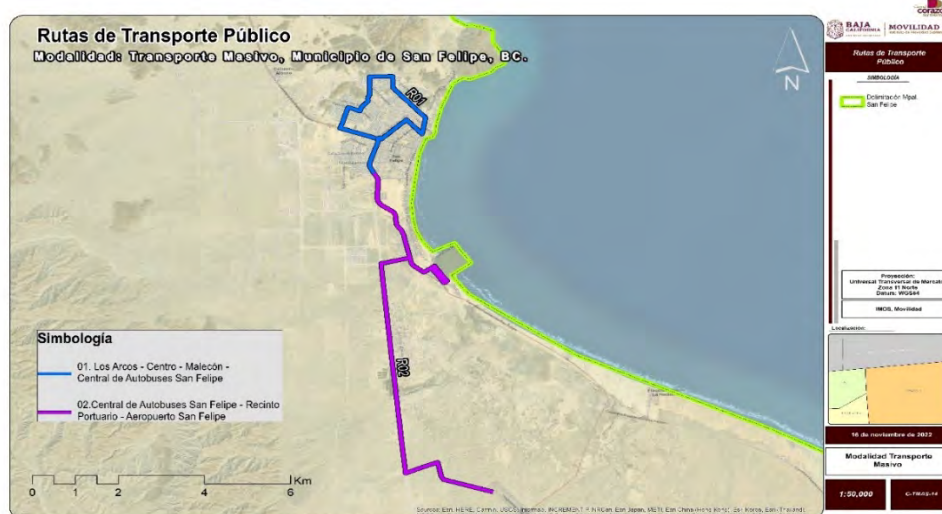 Rutas de Transporte Público
Modalidad: Transporte Masivo, Municipio de San Felipe, BC.
N
R01
R02
Simbología
01. Los Arcos - Centro - Malecón -
Central de Autobuses San Felipe
02.Central de Autobuses San Felipe - Recinto
Portuario - Aeropuerto San Felipe
0 1 2 4 6 Km
corazón
BAJA
CALIFORNIA
MOVILIDAD
Rutas de Transporte
Público
SIMBOLOGÍA
Delimitación Mpal.
San Felipe
Proyección:
Universal Transversal de Mercator
Zona 11 Norte
Datum: WGS84
IMOS, Movilidad
Localización:
16 de noviembre de 2022
Modalidad Transporte
Masivo
1:50,000